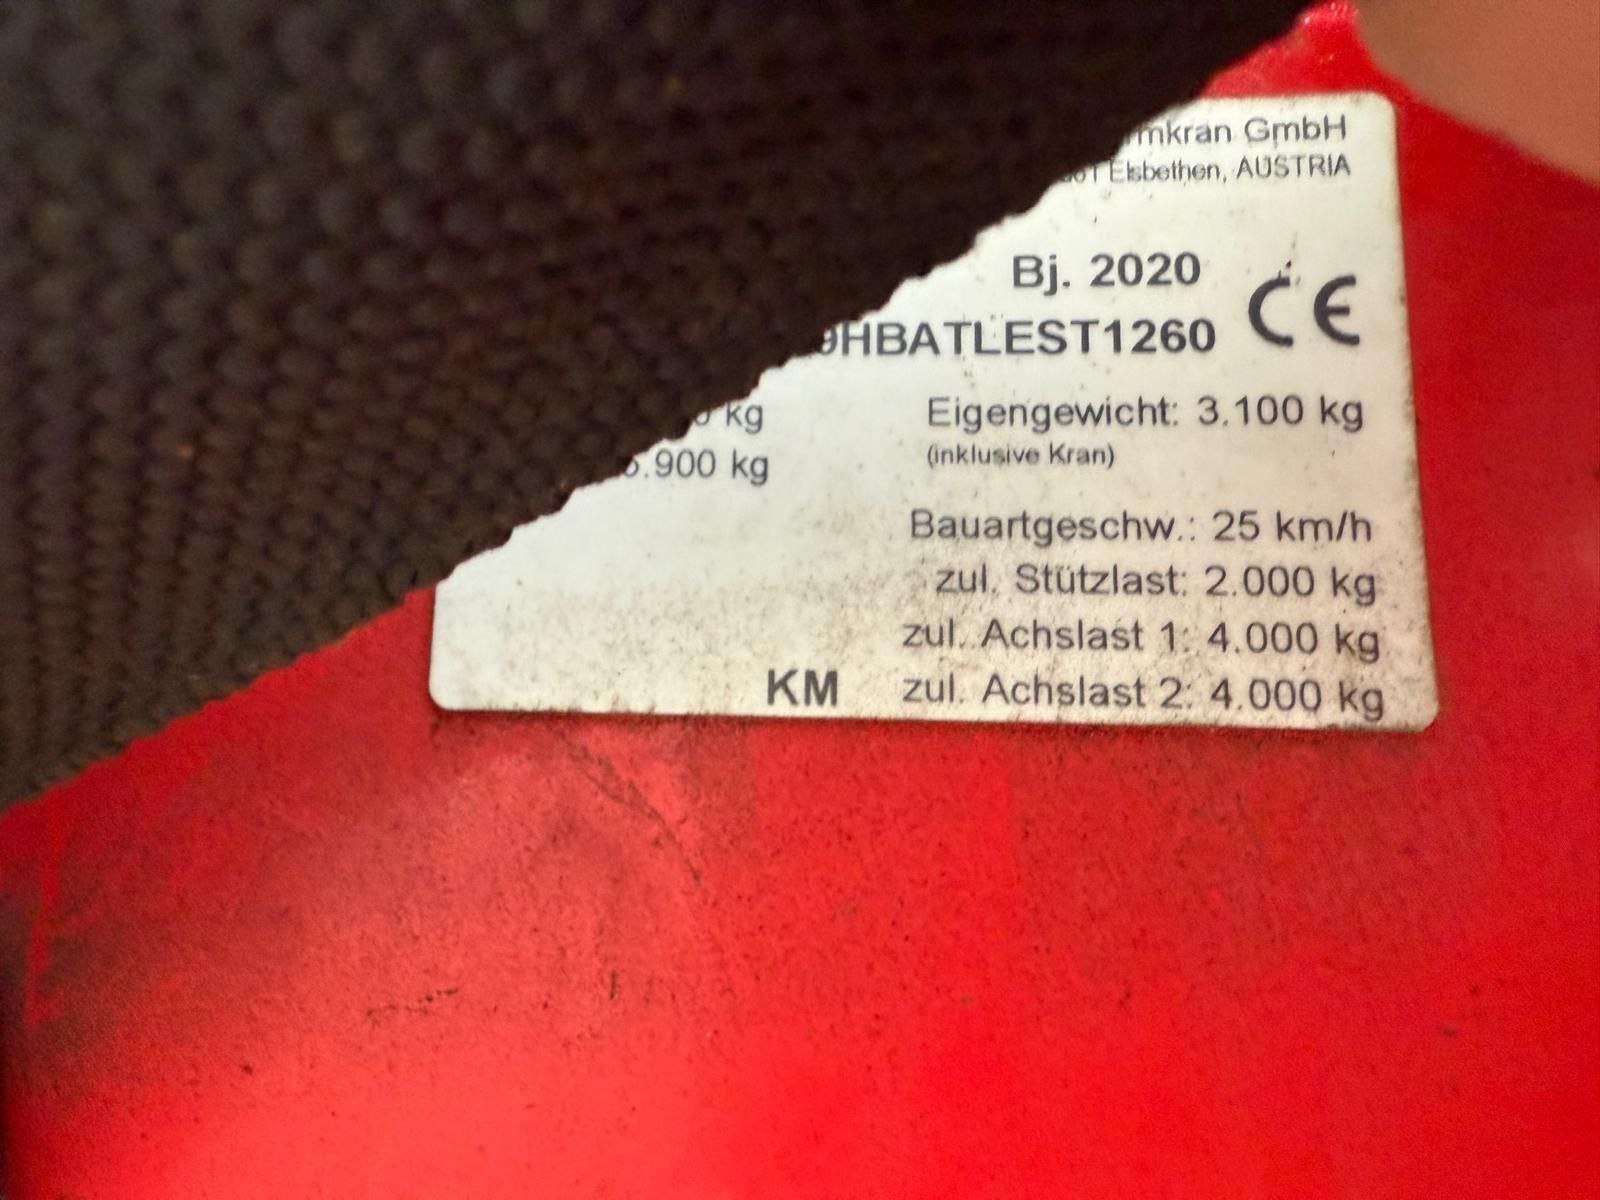 GmbH
Elsbethen, AUSTRIA
Bj. 2020
CE
9HBATLEST1260
kg Eigengewicht: 3.100 kg
.900 kg (inklusive Kran)
Bauartgeschw.: 25 km/h
zul. Stützlast: 2.000 kg
zul. Achslast 1: 4.000 kg
KM zul. Achslast 2: 4.000 kg